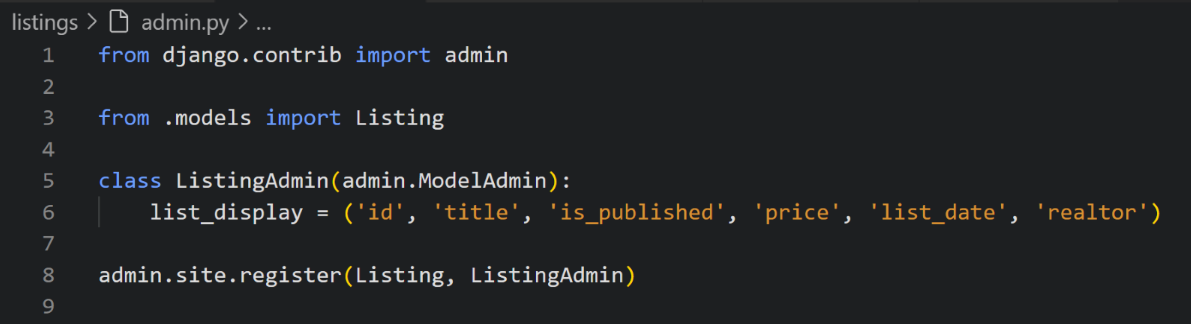 listings > admin.py > ...
1 from django.contrib import admin
2
3 from .models import Listing
4
5 class ListingAdmin(admin.ModelAdmin):
6     list_display = ('id', 'title', 'is_published', 'price', 'list_date', 'realtor')
7
8 admin.site.register(Listing, ListingAdmin)
9